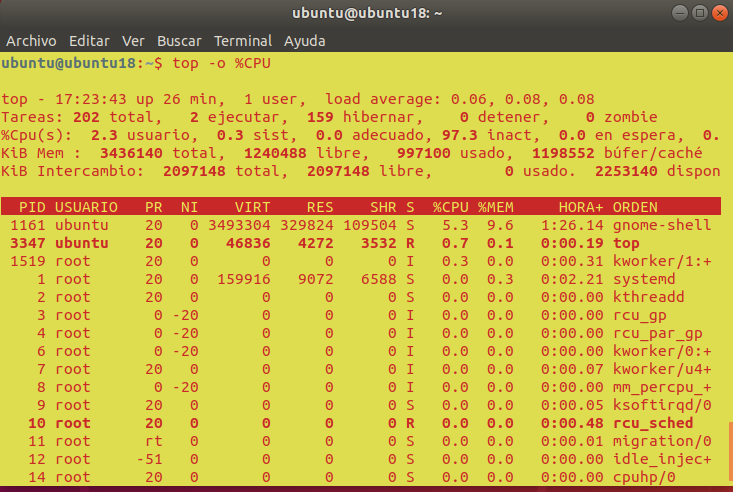 ubuntu@ubuntu18: ~
Archivo Editar Ver Buscar Terminal Ayuda
ubuntu@ubuntu18:~$ top -o %CPU
top - 17:23:43 up 26 min, 1 user, load average: 0.06, 0.08, 0.08
Tareas: 202 total, 2 ejecutar, 159 hibernar, 0 detener, 0 zombie
%Cpu(s): 2.3 usuario, 0.3 sist, 0.0 adecuado, 97.3 inact, 0.0 en espera, 0.
KiB Mem : 3436140 total, 1240488 libre, 997100 usado, 1198552 búfer/caché
KiB Intercambio: 2097148 total, 2097148 libre, 0 usado. 2253140 dispon
PID USUARIO PR NI VIRT RES SHR S %CPU %MEM HORA+ ORDEN
1161 ubuntu 20 0 3493304 329824 109504 S 5.3 9.6 1:26.14 gnome-shell
3347 ubuntu 20 0 46836 4272 3532 R 0.7 0.1 0:00.19 top
1519 root 20 0 0 0 0 I 0.3 0.0 0:00.31 kworker/1:+
1 root 20 0 159916 9072 6588 S 0.0 0.3 0:02.21 systemd
2 root 20 0 0 0 0 S 0.0 0.0 0:00.00 kthreadd
3 root 0 -20 0 0 0 I 0.0 0.0 0:00.00 rcu_gp
4 root 0 -20 0 0 0 I 0.0 0.0 0:00.00 rcu_par_gp
6 root 0 -20 0 0 0 I 0.0 0.0 0:00.00 kworker/0:+
7 root 20 0 0 0 0 I 0.0 0.0 0:00.07 kworker/u4+
8 root 0 -20 0 0 0 I 0.0 0.0 0:00.00 mm_percpu_+
9 root 20 0 0 0 0 S 0.0 0.0 0:00.05 ksoftirqd/0
10 root 20 0 0 0 0 R 0.0 0.0 0:00.48 rcu_sched
11 root rt 0 0 0 0 S 0.0 0.0 0:00.01 migration/0
12 root -51 0 0 0 0 S 0.0 0.0 0:00.00 idle_injec+
14 root 20 0 0 0 0 S 0.0 0.0 0:00.00 cpuhp/0